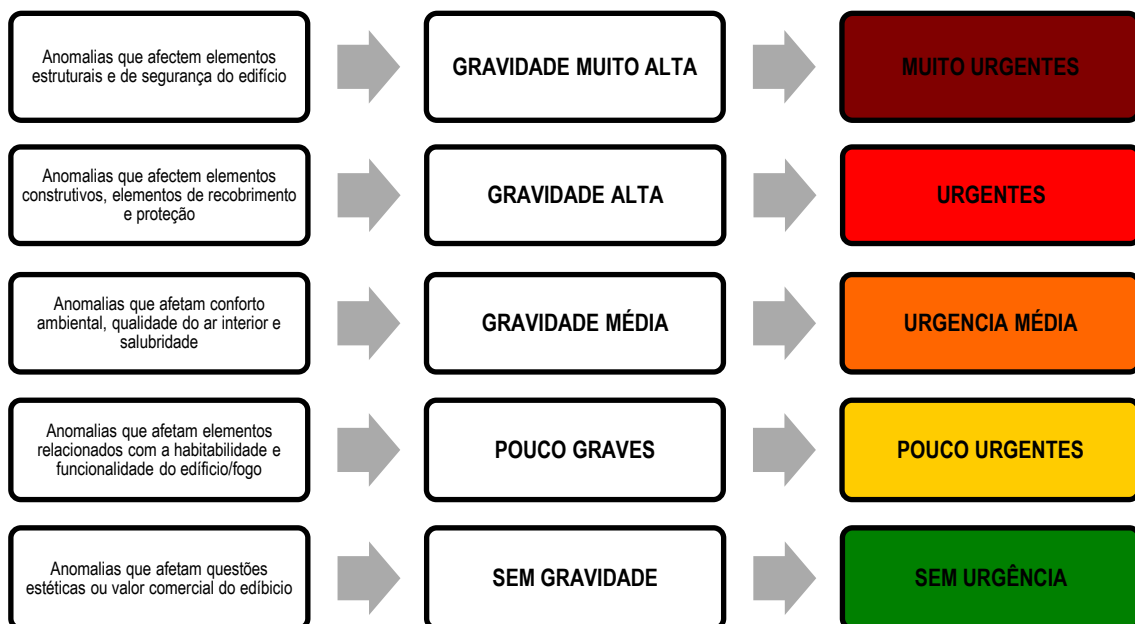 Anomalias que afectem elementos
estruturais e de segurança do edifício
GRAVIDADE MUITO ALTA
MUITO URGENTES
Anomalias que afectem elementos
construtivos, elementos de recobrimento
e proteção
GRAVIDADE ALTA
URGENTES
Anomalias que afetam conforto
ambiental, qualidade do ar interior e
salubridade
GRAVIDADE MÉDIA
URGENCIA MÉDIA
Anomalias que afetam elementos
relacionados com a habitabilidade e
funcionalidade do edíficio/fogo
POUCO GRAVES
POUCO URGENTES
Anomalias que afetam questões
estéticas ou valor comercial do edíbicio
SEM GRAVIDADE
SEM URGÊNCIA